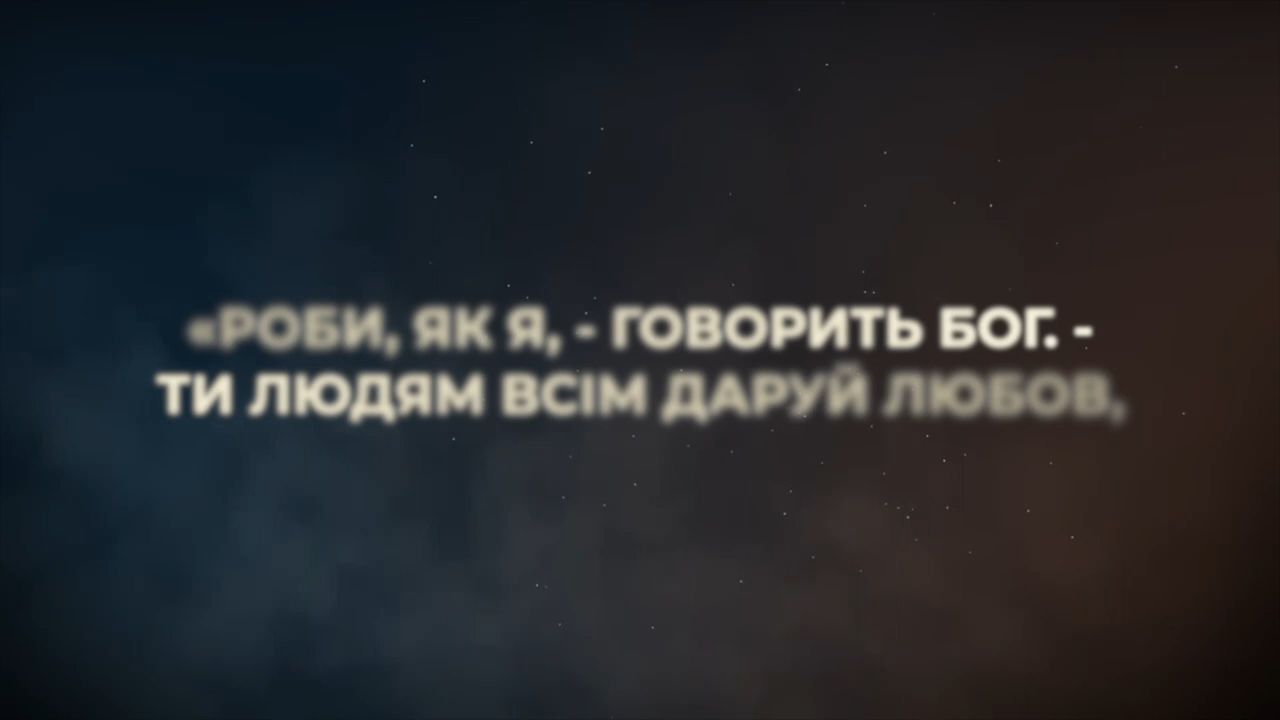 «РОБИ, ЯК Я, - ГОВОРИТЬ БОГ. -
ТИ ЛЮДЯМ ВСІМ ДАРУЙ ЛЮБОВ,